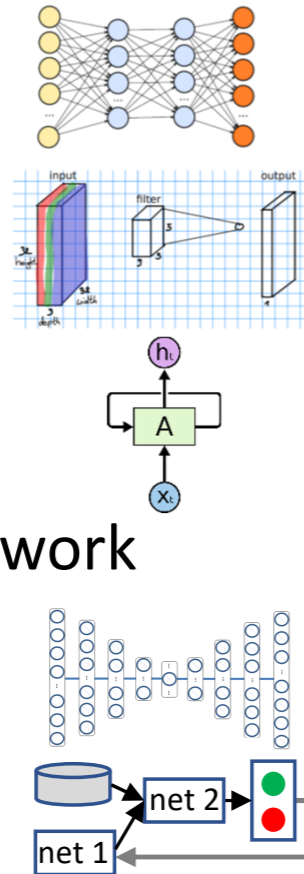 ...
...
...
...
input
filter
output
32
height
3
depth
32
width
5
5
3
1
hₜ
A
xₜ
work
net 2
net 1